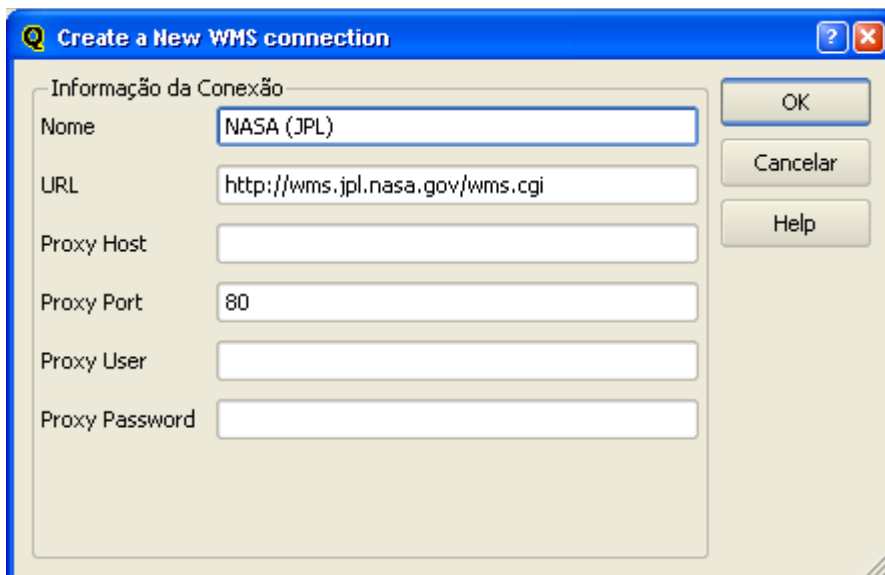 Create a New WMS connection
Informação da Conexão
Nome NASA (JPL)
URL http://wms.jpl.nasa.gov/wms.cgi
Proxy Host
Proxy Port 80
Proxy User
Proxy Password
OK
Cancelar
Help